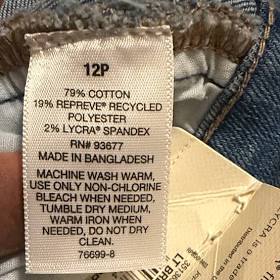 12P
79% COTTON
19% REPREVE® RECYCLED
POLYESTER
2% LYCRA® SPANDEX
RN# 93677
MADE IN BANGLADESH
MACHINE WASH WARM,
USE ONLY NON-CHLORINE
BLEACH WHEN NEEDED,
TUMBLE DRY MEDIUM,
WARM IRON WHEN
NEEDED, DO NOT DRY
CLEAN.
76699-8